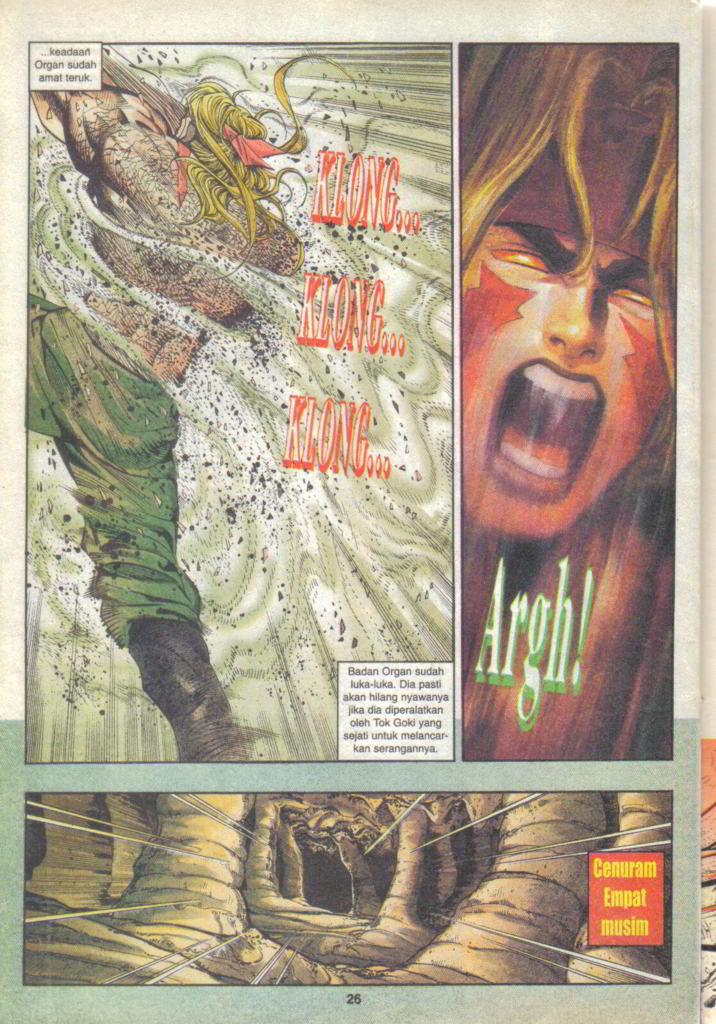 ...keadaan
Organ sudah
amat teruk.
KLONG...
KLONG...
KLONG...
Argh!
Badan Organ sudah
luka-luka. Dia pasti
akan hilang nyawanya
jika dia diperalatkan
oleh Tok Goki yang
sejati untuk melancar-
kan serangannya.
Cenuram
Empat
musim
26